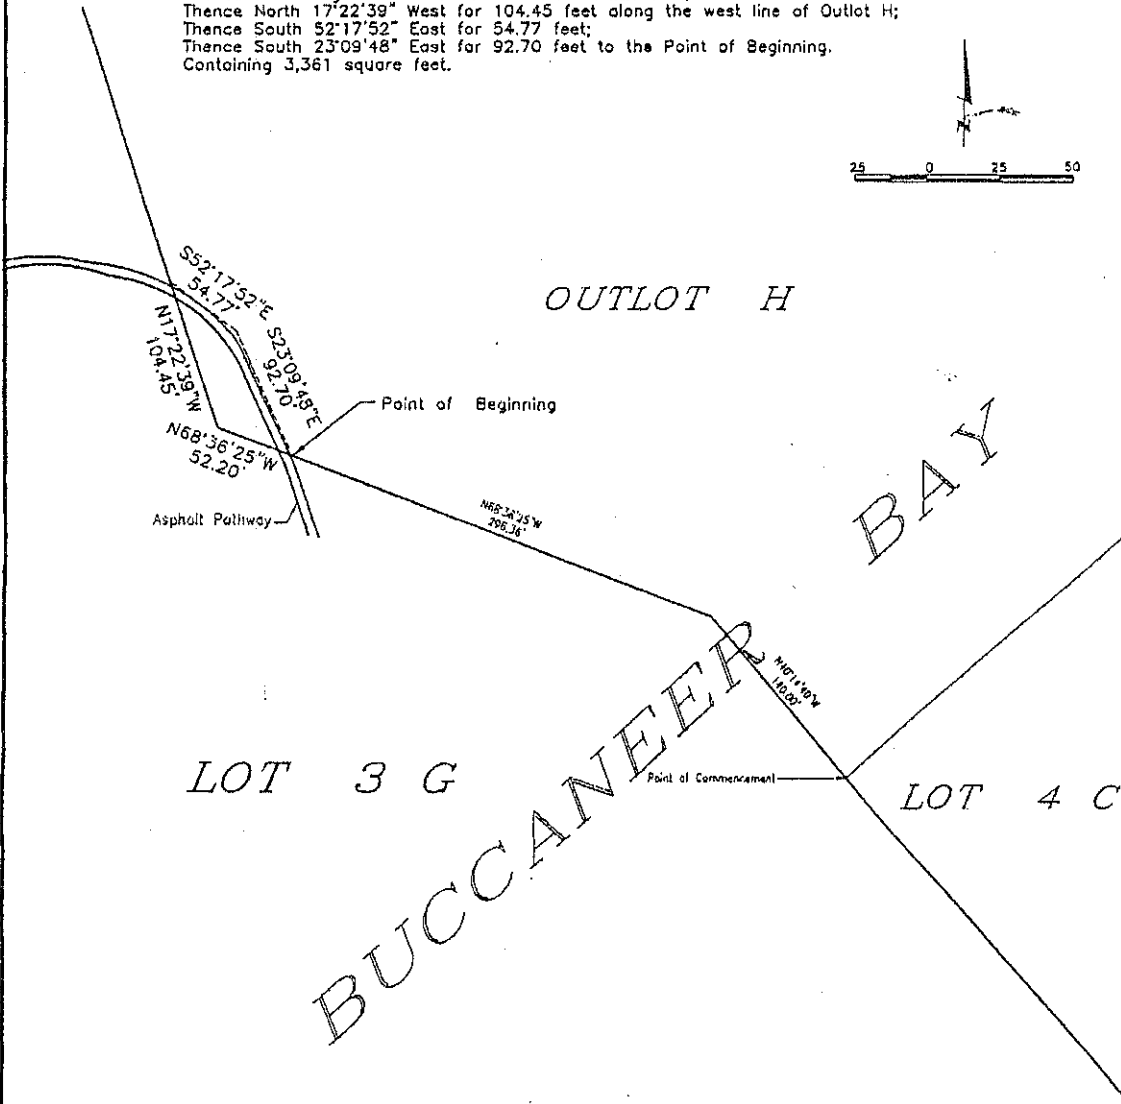 Thence North 17°22'39" West for 104.45 feet along the west line of Outlot H;
Thence South 52°17'52" East for 54.77 feet;
Thence South 23°09'48" East for 92.70 feet to the Point of Beginning.
Containing 3,361 square feet.
25 0 25 50
S52°17'52"E
54.77'
OUTLOT H
N17°22'39"W
104.45'
S23°09'48"E
92.70'
Point of Beginning
N68°36'25"W
52.20'
Asphalt Pathway
BUCCANEER BAY
140.00'
LOT 3 G
Point of Commencement
LOT 4 C